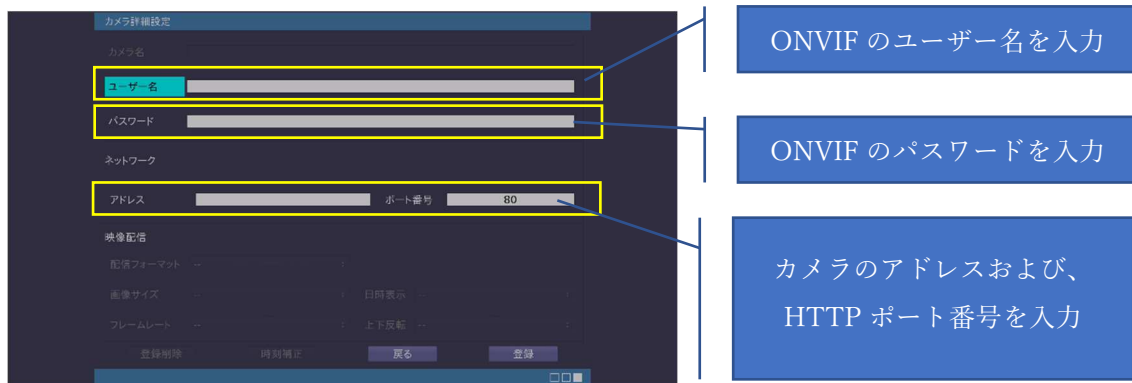 カメラ詳細設定
カメラ名
ユーザー名
パスワード
ネットワーク
アドレス ポート番号 80
映像配信
配信フォーマット --
画像サイズ -- 日時表示 --
フレームレート -- 上下反転 --
登録削除 時刻補正 戻る 登録
ONVIF のユーザー名を入力
ONVIF のパスワードを入力
カメラのアドレスおよび、
HTTP ポート番号を入力